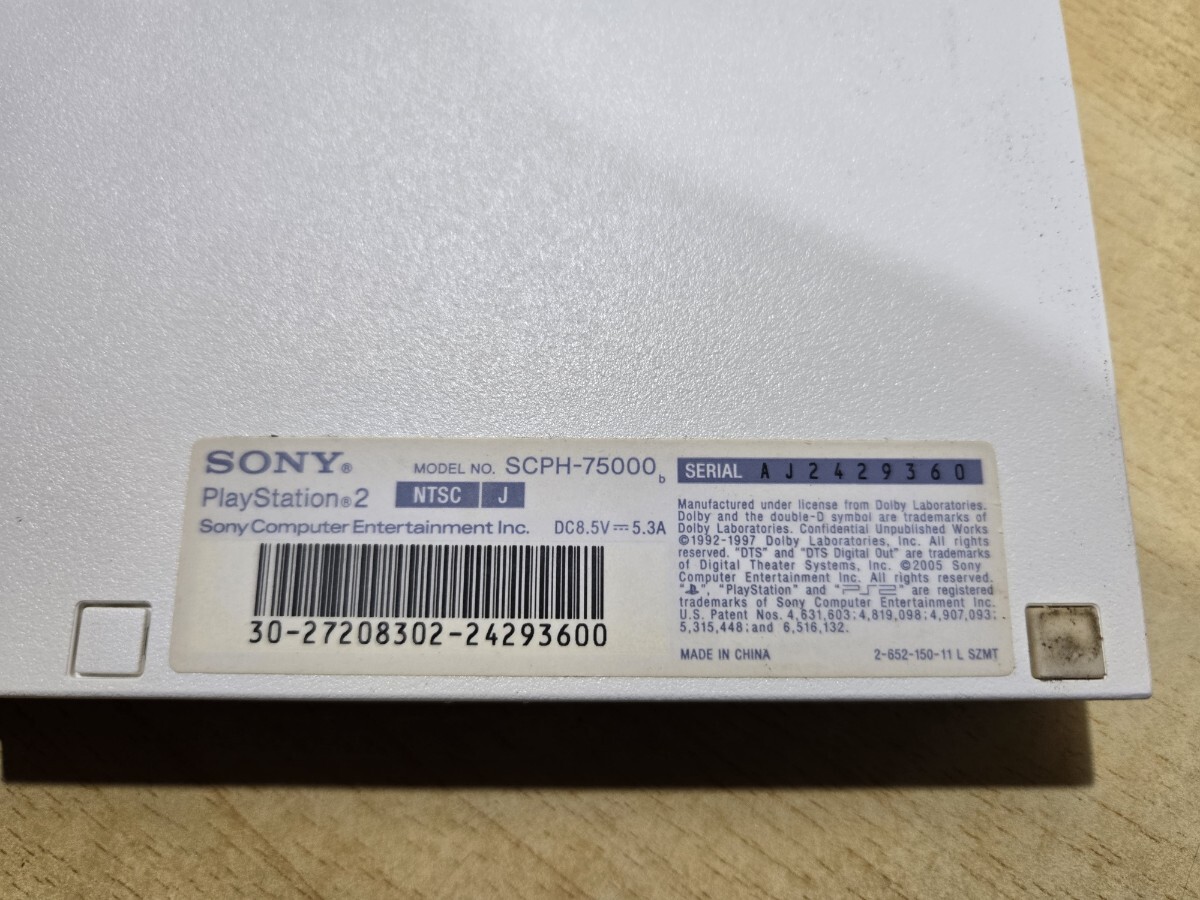 SONY®
MODEL NO. SCPH-75000 b
PlayStation®2
NTSC J
Sony Computer Entertainment Inc.
DC8.5V⎓5.3A
30-27208302-24293600
SERIAL AJ2429360
Manufactured under license from Dolby Laboratories.
Dolby and the double-D symbol are trademarks of
Dolby Laboratories. Confidential Unpublished Works
©1992-1997 Dolby Laboratories, Inc. All rights
reserved. "DTS" and "DTS Digital Out" are trademarks
of Digital Theater Systems, Inc. ©2005 Sony
Computer Entertainment Inc. All rights reserved.
" ", "PlayStation" and "PS2" are registered
trademarks of Sony Computer Entertainment Inc.
U.S. Patent Nos. 4,631,603; 4,819,098; 4,907,093;
5,315,448; and 6,516,132.
MADE IN CHINA
2-652-150-11 L SZMT